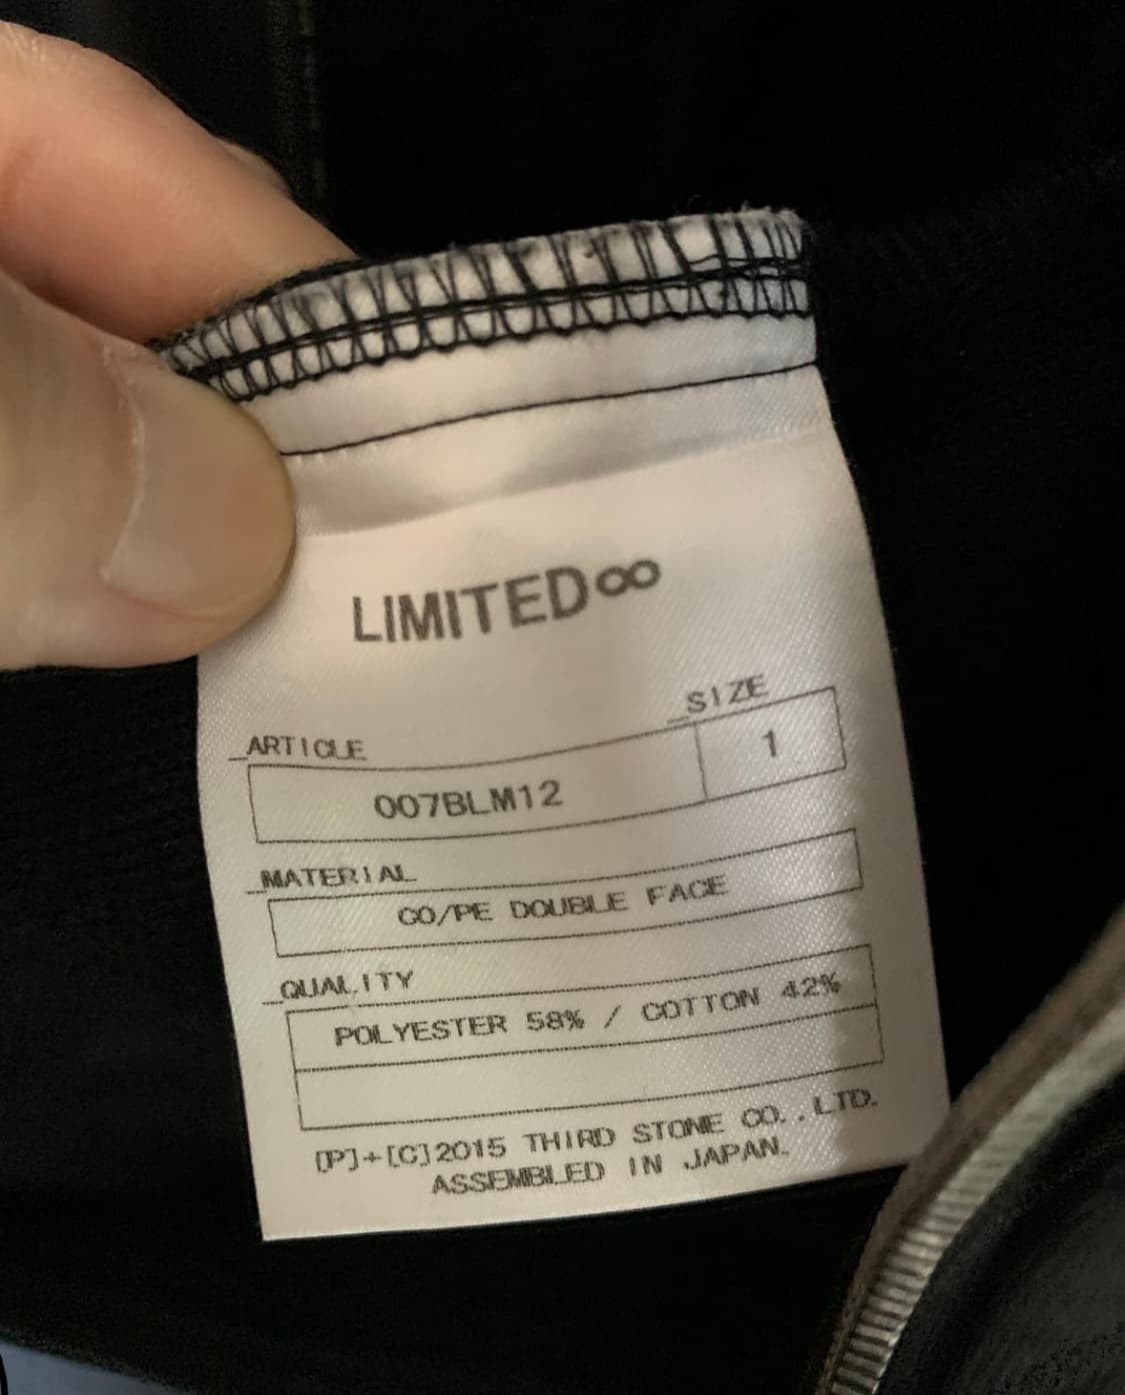 LIMITED∞
_ARTICLE
_SIZE
007BLM12
1
_MATERIAL
CO/PE DOUBLE FACE
_QUALITY
POLYESTER 58% / COTTON 42%
[P]+[C]2015 THIRD STONE CO.,LTD.
ASSEMBLED IN JAPAN.